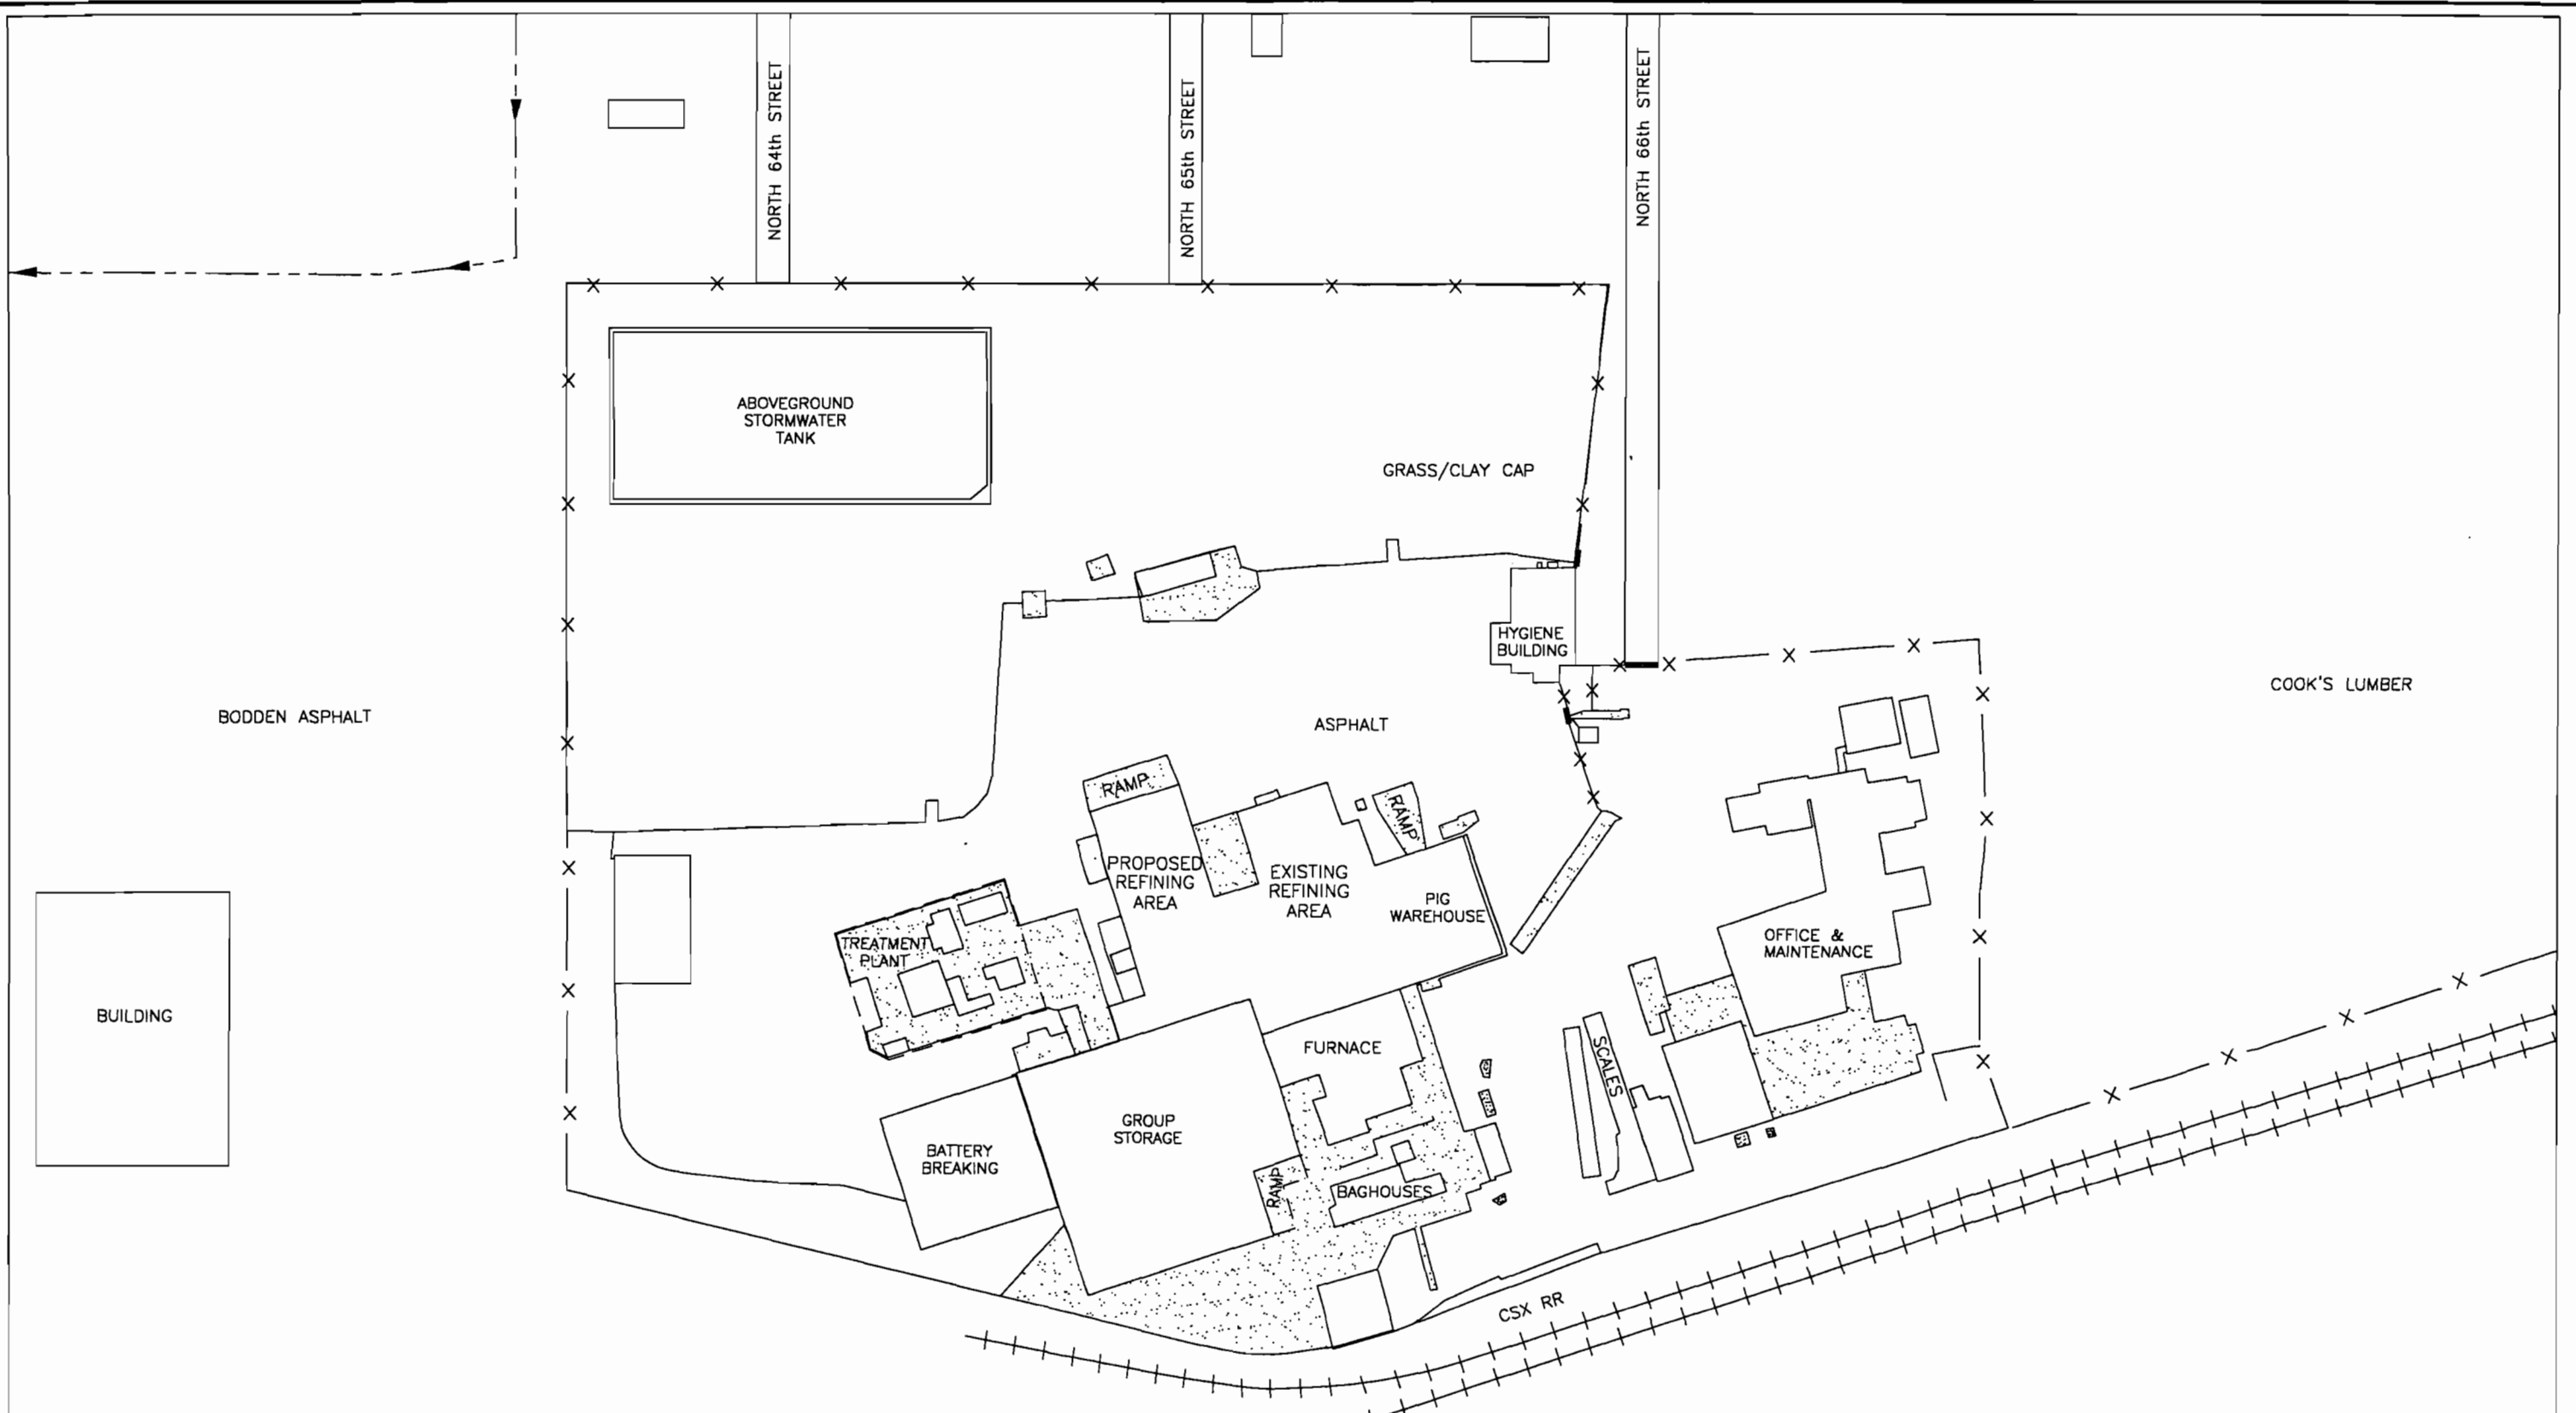 NORTH 64th STREET
NORTH 65th STREET
NORTH 66th STREET
ABOVEGROUND
STORMWATER
TANK
GRASS/CLAY CAP
HYGIENE
BUILDING
COOK'S LUMBER
BODDEN ASPHALT
ASPHALT
RAMP
RAMP
PROPOSED
REFINING
AREA
EXISTING
REFINING
AREA
PIG
WAREHOUSE
TREATMENT
PLANT
OFFICE &
MAINTENANCE
BUILDING
FURNACE
SCALES
GROUP
STORAGE
BATTERY
BREAKING
RAMP
BAGHOUSES
CSX RR